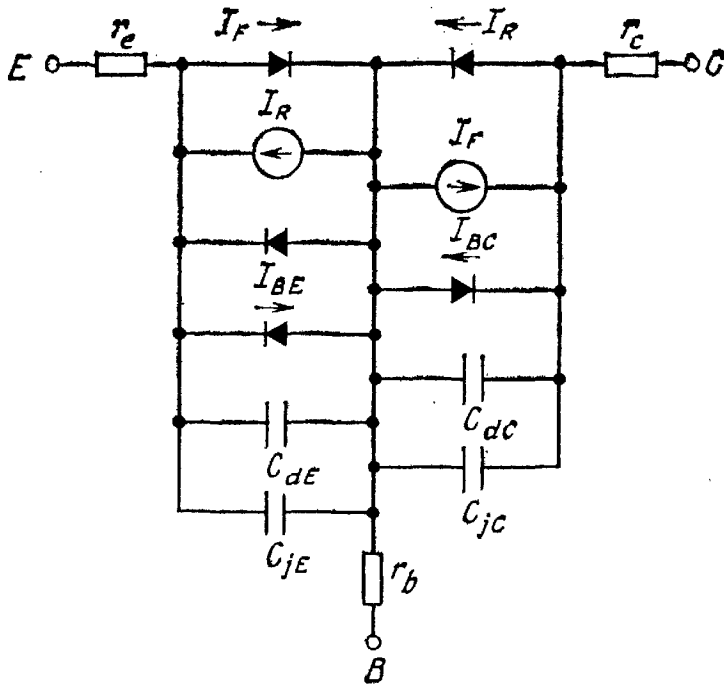 I_F
I_R
r_e
r_c
E
C
I_R
I_F
I_BC
I_BE
C_dC
C_dE
C_jC
C_jE
r_b
B